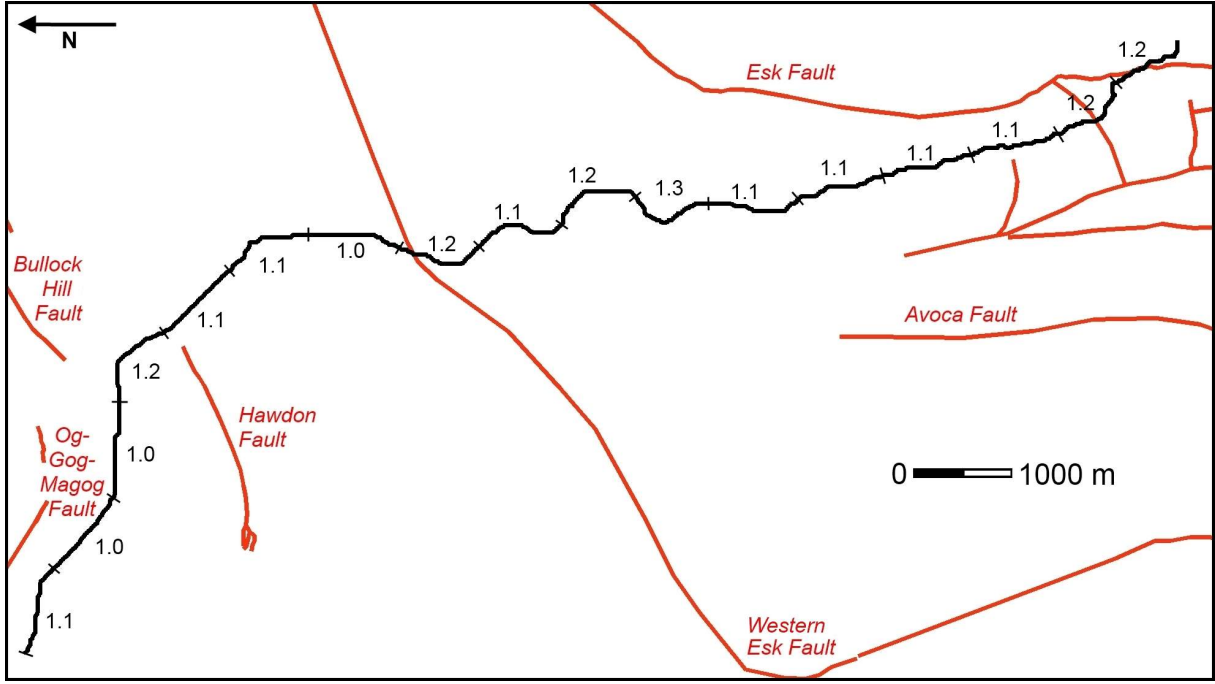 N
1.2
Esk Fault
1.2
1.1
1.1
1.1
1.2
1.3
1.1
1.1
1.2
1.0
1.1
Bullock
Hill
Fault
1.1
Avoca Fault
1.2
Hawdon
Fault
Og-
Gog-
Magog
Fault
1.0
0 1000 m
1.0
1.1
Western
Esk Fault